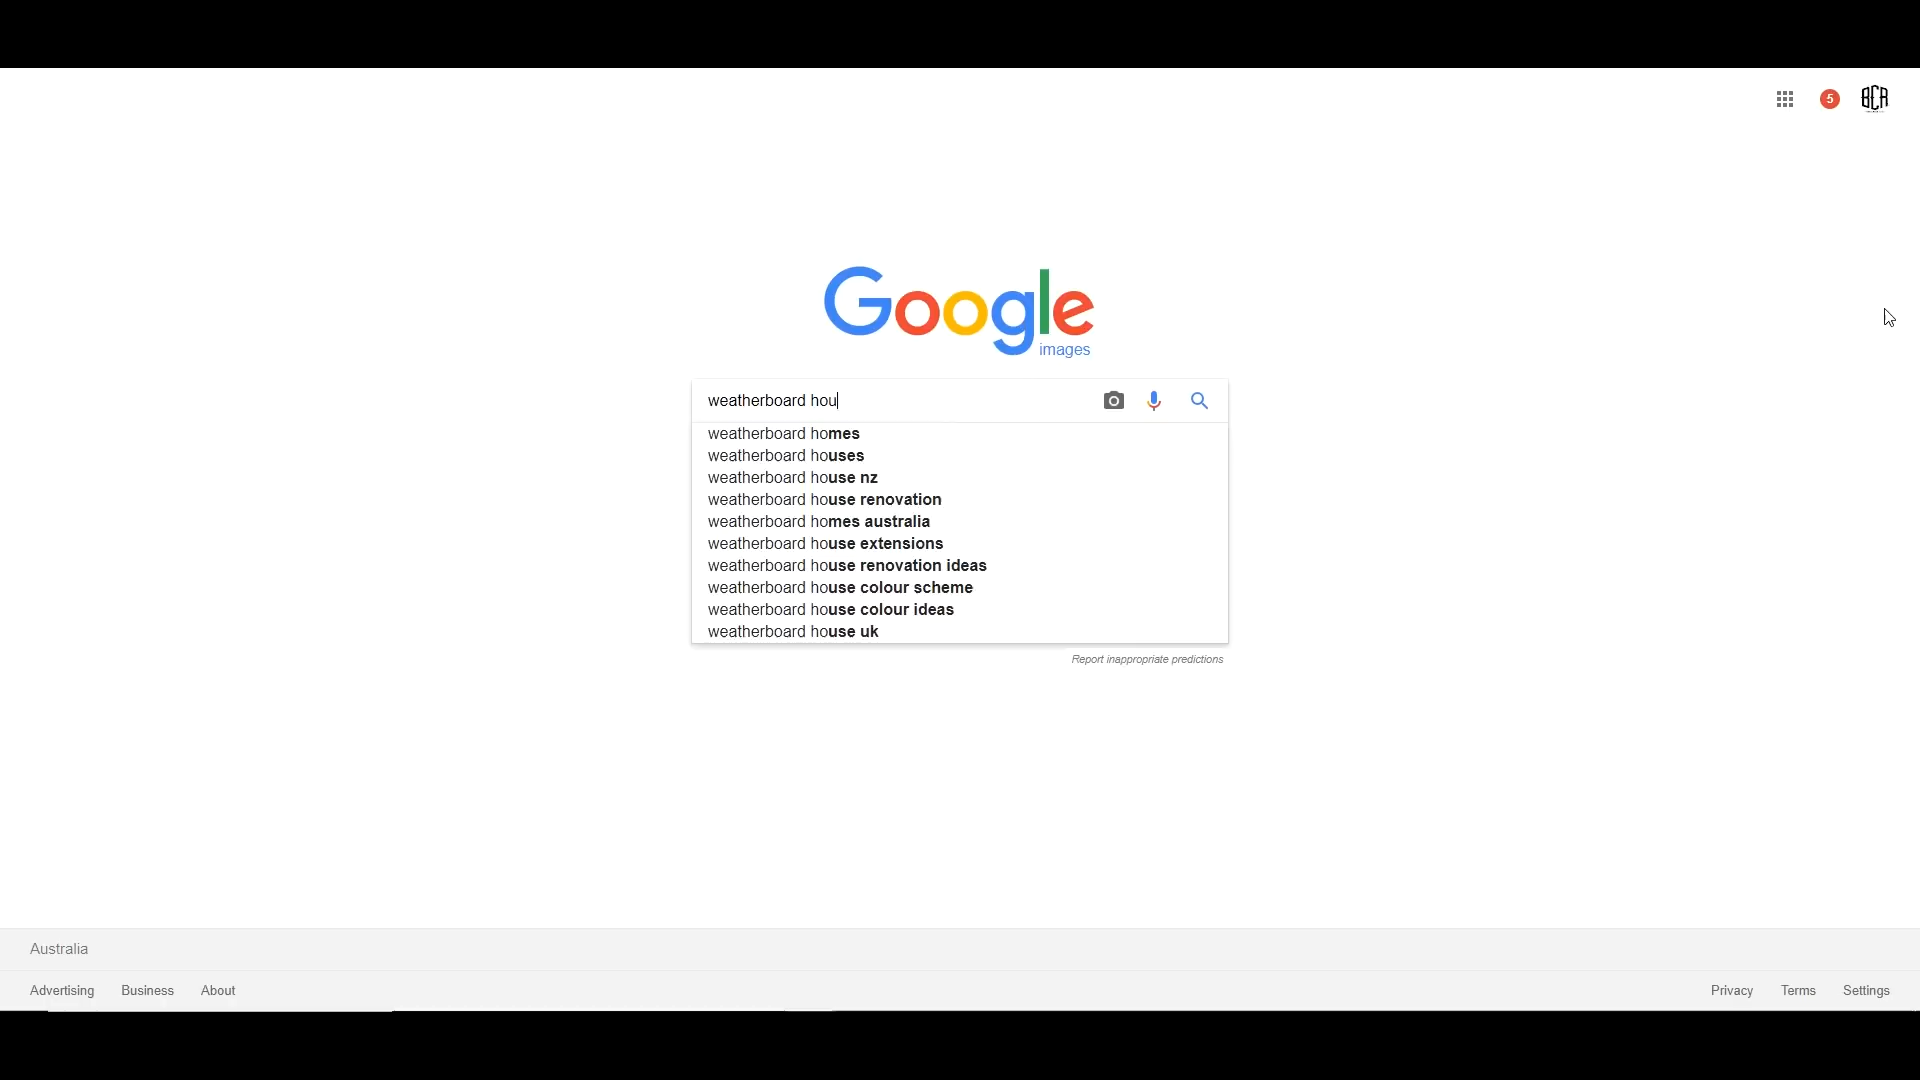 5
BCR
Google
images
weatherboard hou
weatherboard homes
weatherboard houses
weatherboard house nz
weatherboard house renovation
weatherboard homes australia
weatherboard house extensions
weatherboard house renovation ideas
weatherboard house colour scheme
weatherboard house colour ideas
weatherboard house uk
Report inappropriate predictions
Australia
Advertising Business About Privacy Terms Settings